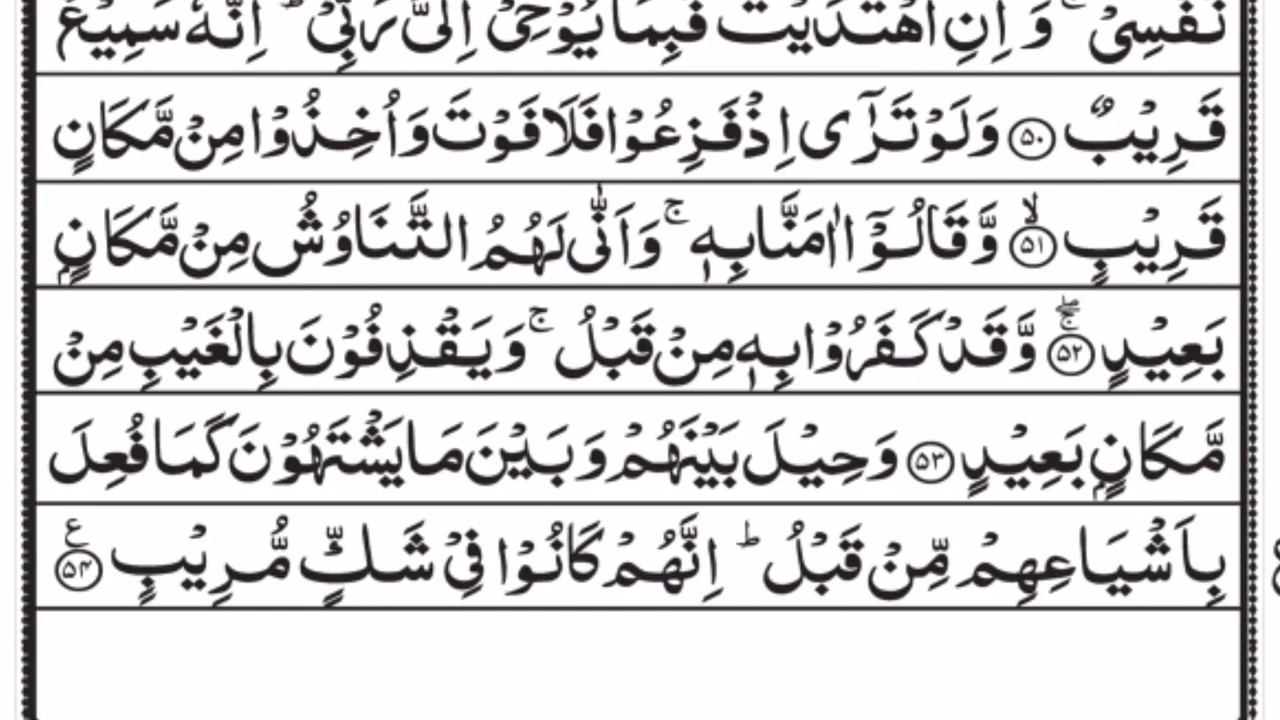 نَفْسِیْ ۚ وَ اِنِ اهْتَدَیْتُ فَبِمَا یُوْحِیْۤ اِلَیَّ رَبِّیْ ؕ اِنَّهٗ سَمِیْعٌ
قَرِیْبٌ ﴿۵۰﴾ وَلَوْ تَرٰۤی اِذْ فَزِعُوْا فَلَا فَوْتَ وَاُخِذُوْا مِنْ مَّكَانٍ
قَرِیْبٍ ﴿ۙ۵۱﴾ وَّقَالُوْۤا اٰمَنَّا بِهٖ ۚ وَاَنّٰی لَهُمُ التَّنَاوُشُ مِنْ مَّكَانٍۭ
بَعِیْدٍ ﴿ۚۖ۵۲﴾ وَّقَدْ كَفَرُوْا بِهٖ مِنْ قَبْلُ ۚ وَیَقْذِفُوْنَ بِالْغَیْبِ مِنْ
مَّكَانٍۭ بَعِیْدٍ ﴿۵۳﴾ وَحِیْلَ بَیْنَهُمْ وَبَیْنَ مَا یَشْتَهُوْنَ كَمَا فُعِلَ
بِاَشْیَاعِهِمْ مِّنْ قَبْلُ ؕ اِنَّهُمْ كَانُوْا فِیْ شَكٍّ مُّرِیْبٍ ﴿۵۴﴾ ع